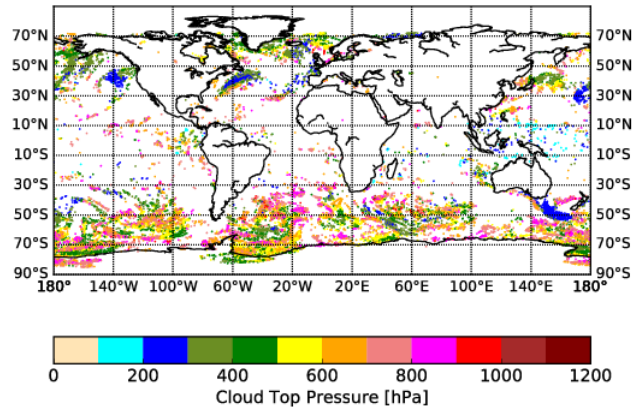 70°N 70°N
50°N 50°N
30°N 30°N
10°N 10°N
10°S 10°S
30°S 30°S
50°S 50°S
70°S 70°S
90°S 90°S
180° 140°W 100°W 60°W 20°W 20°E 60°E 100°E 140°E 180°
0 200 400 600 800 1000 1200
Cloud Top Pressure [hPa]